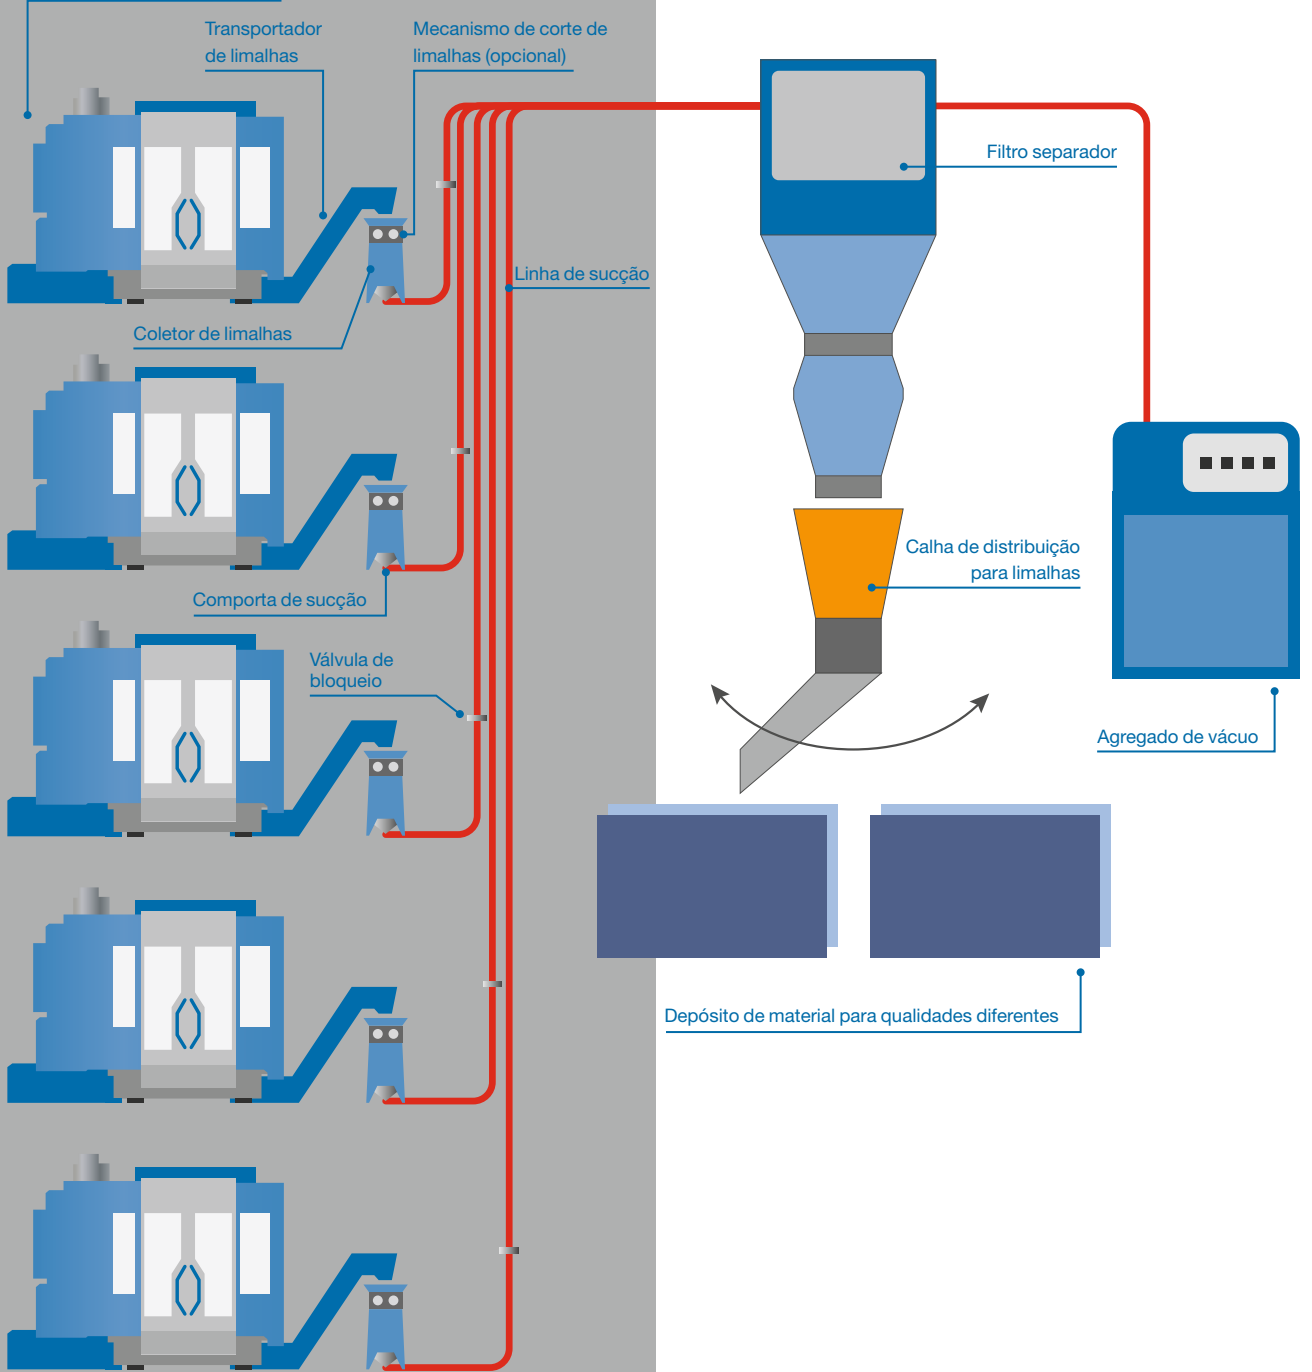 Transportador
de limalhas
Mecanismo de corte de
limalhas (opcional)
Filtro separador
Linha de sucção
Coletor de limalhas
Calha de distribuição
para limalhas
Comporta de sucção
Válvula de
bloqueio
Agregado de vácuo
Depósito de material para qualidades diferentes